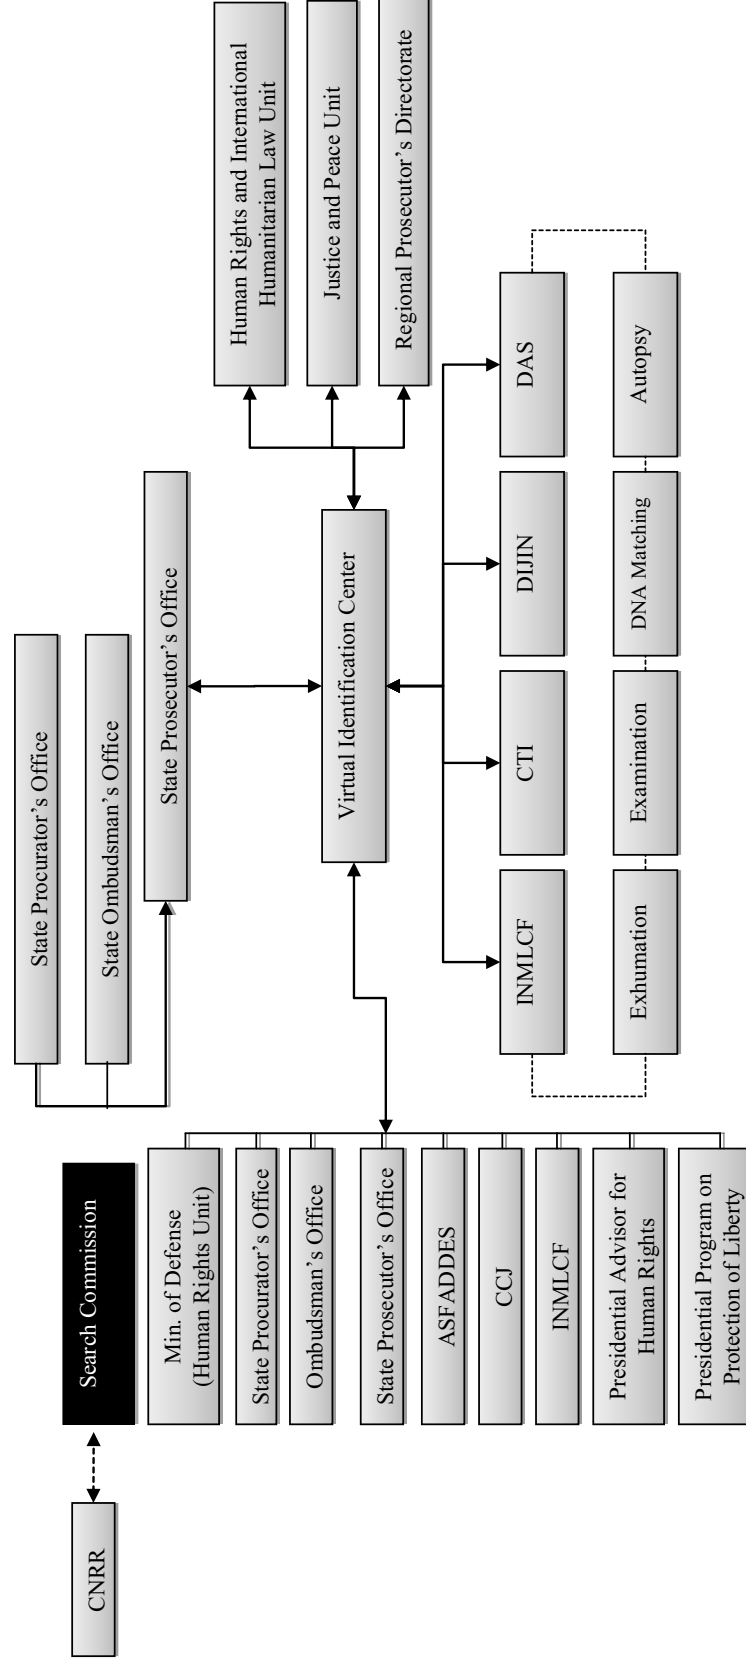 CNRR
Search Commission
Min. of Defense
(Human Rights Unit)
State Procurator’s Office
Ombudsman’s Office
State Prosecutor’s Office
ASFADDES
CCJ
INMLCF
Presidential Advisor for
Human Rights
Presidential Program on
Protection of Liberty
State Procurator’s Office
State Ombudsman’s Office
State Prosecutor’s Office
Virtual Identification Center
Human Rights and International
Humanitarian Law Unit
Justice and Peace Unit
Regional Prosecutor’s Directorate
INMLCF
CTI
DIJIN
DAS
Exhumation
Examination
DNA Matching
Autopsy